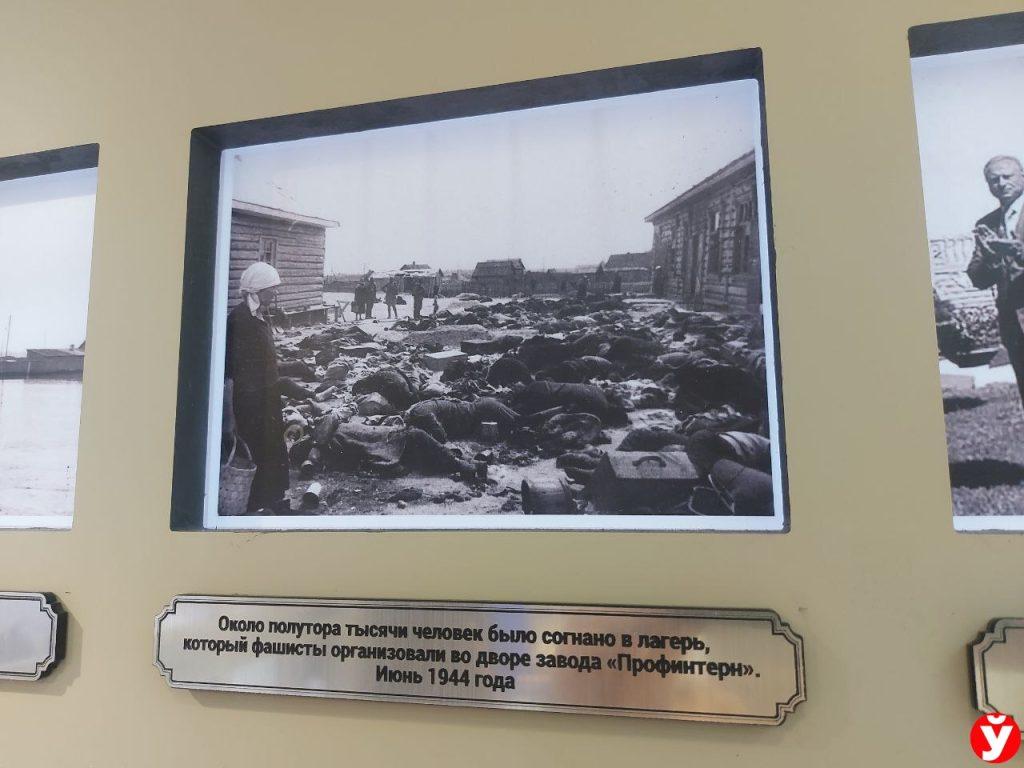 Около полутора тысячи человек было согнано в лагерь,
который фашисты организовали во дворе завода «Профинтерн».
Июнь 1944 года
Ў